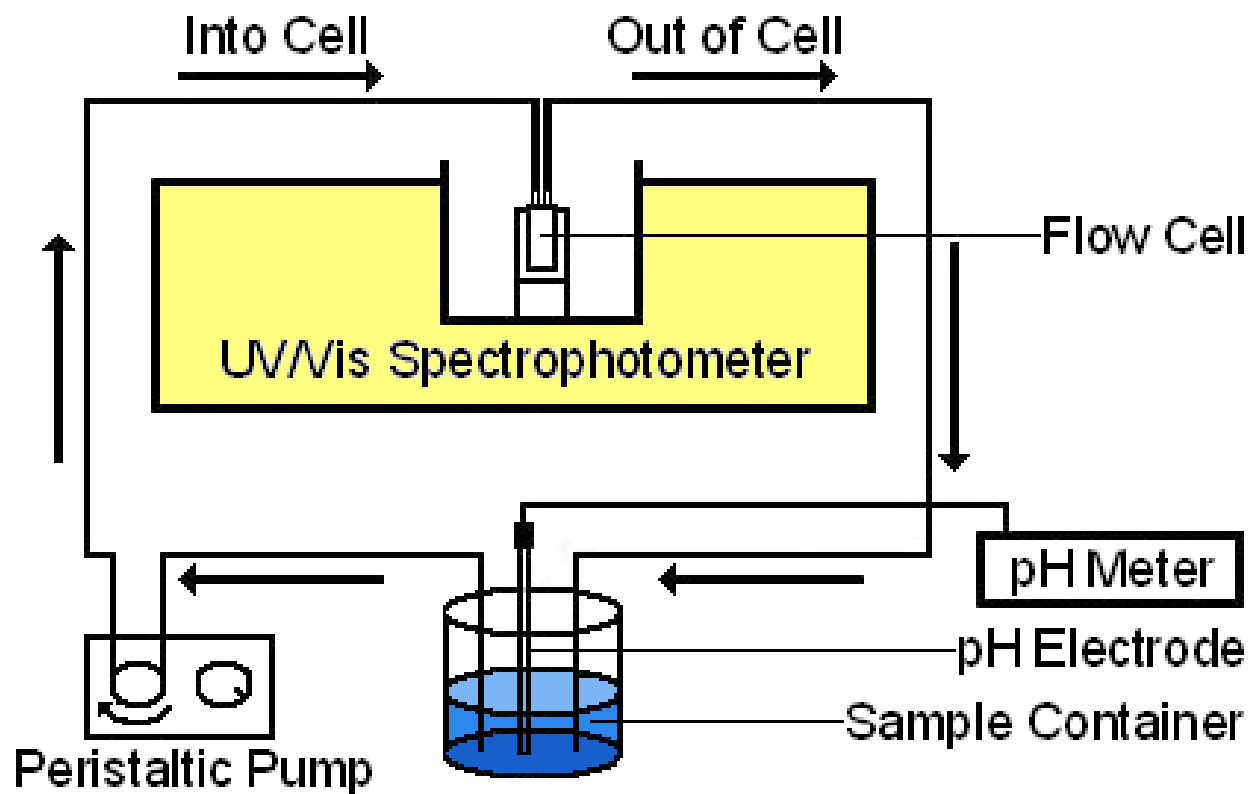 Into Cell
Out of Cell
Flow Cell
UV/Vis Spectrophotometer
pH Meter
pH Electrode
Sample Container
Peristaltic Pump